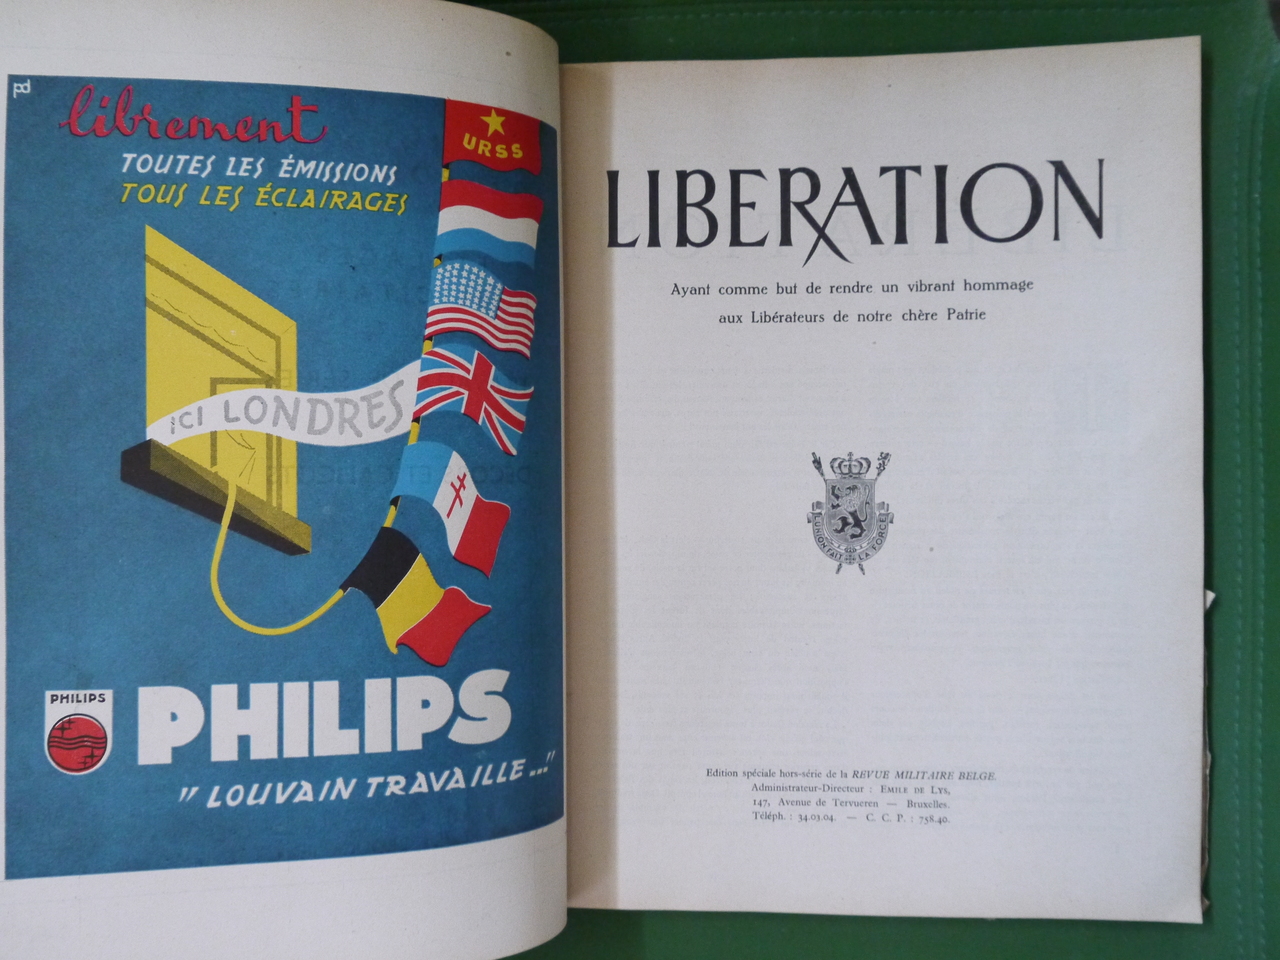 pd
librement
TOUTES LES ÉMISSIONS
TOUS LES ÉCLAIRAGES
URSS
ICI LONDRES
PHILIPS
PHILIPS
"LOUVAIN TRAVAILLE..."
LIBERATION
Ayant comme but de rendre un vibrant hommage
aux Libérateurs de notre chère Patrie
L'UNION FAIT LA FORCE
Edition spéciale hors-série de la REVUE MILITAIRE BELGE.
Administrateur-Directeur : EMILE DE LYS,
147, Avenue de Tervueren — Bruxelles.
Téléph. : 34.03.04. — C. C. P. : 758.40.